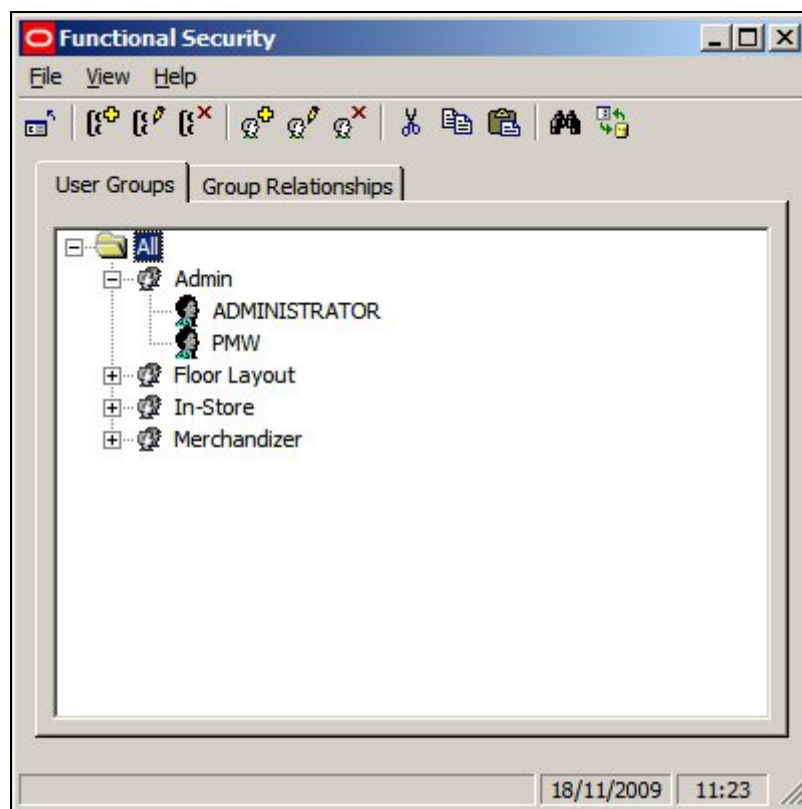 Functional Security
File View Help
User Groups Group Relationships
All
Admin
ADMINISTRATOR
PMW
Floor Layout
In-Store
Merchandizer
18/11/2009 11:23